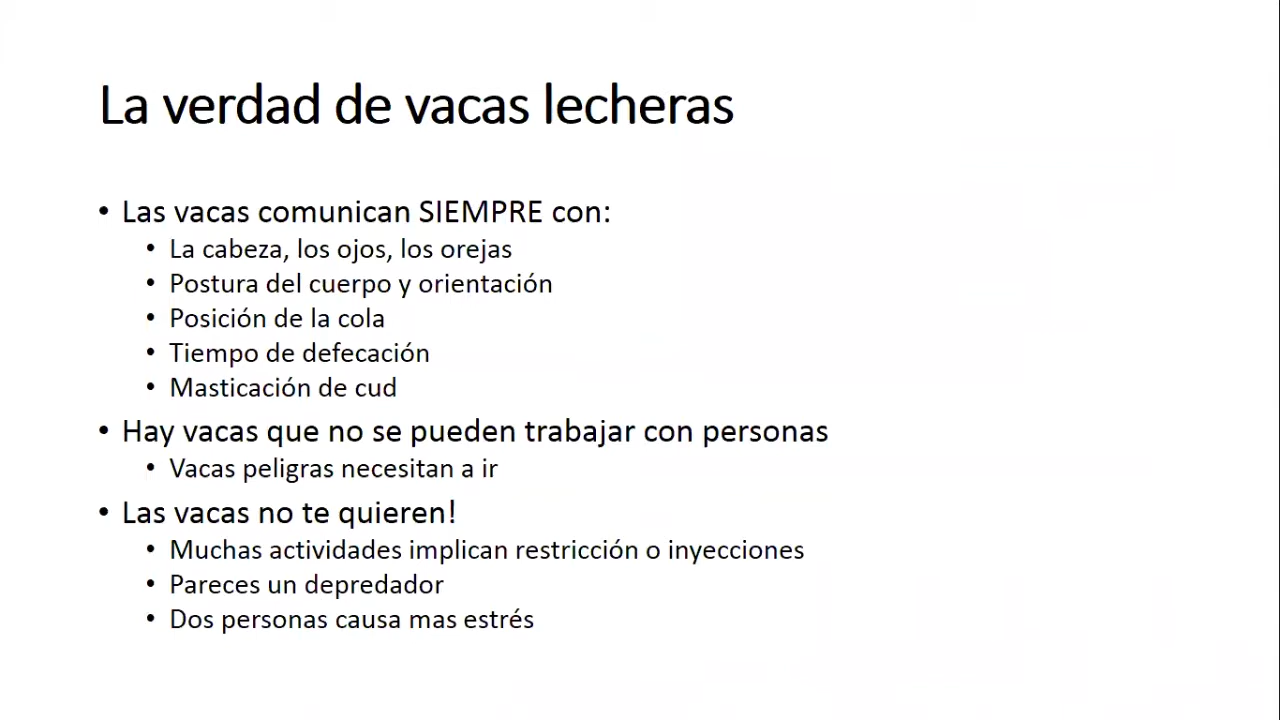 La verdad de vacas lecheras
• Las vacas comunican SIEMPRE con:
• La cabeza, los ojos, los orejas
• Postura del cuerpo y orientación
• Posición de la cola
• Tiempo de defecación
• Masticación de cud
• Hay vacas que no se pueden trabajar con personas
• Vacas peligras necesitan a ir
• Las vacas no te quieren!
• Muchas actividades implican restricción o inyecciones
• Pareces un depredador
• Dos personas causa mas estrés